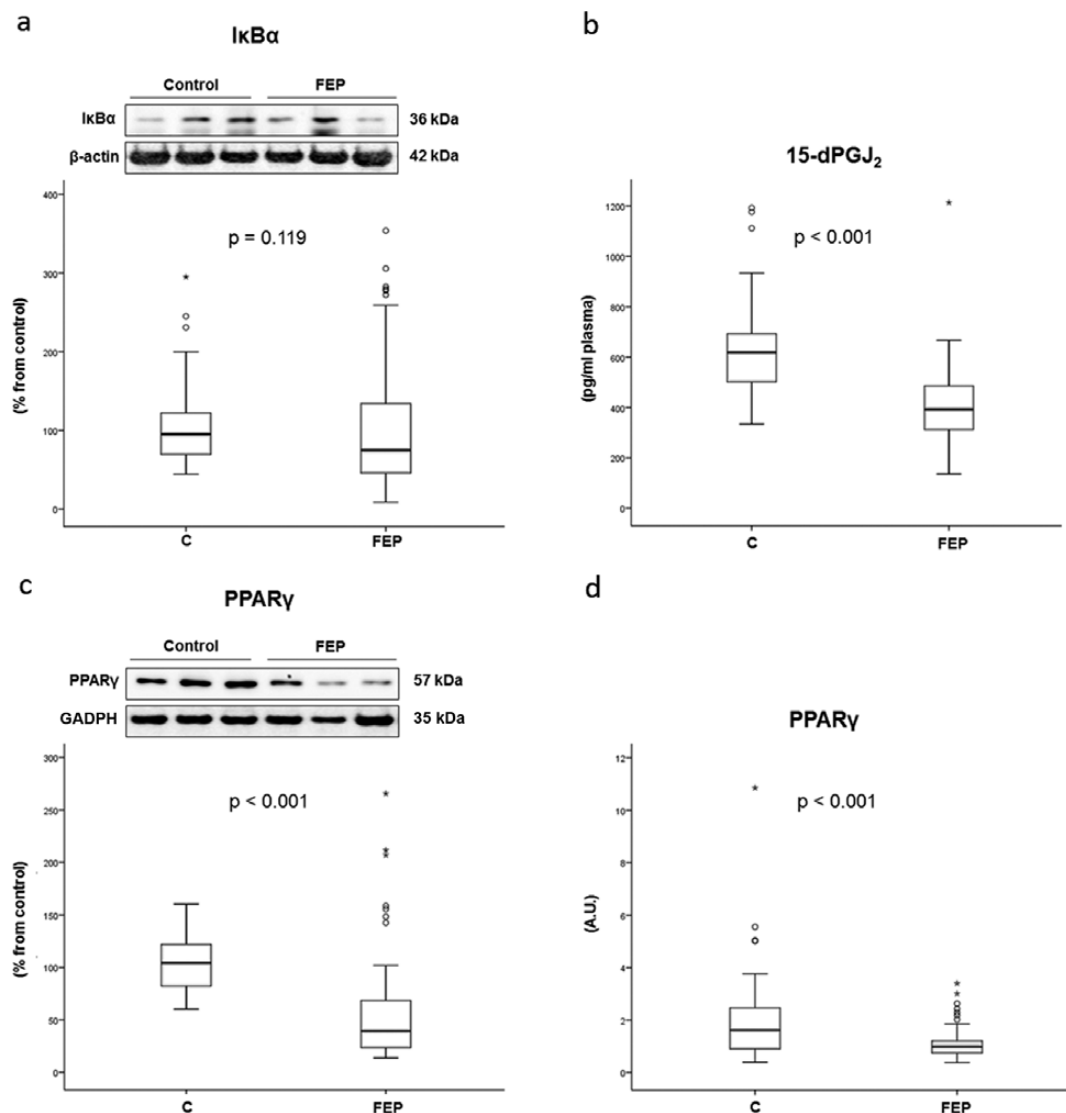 a
IκBα
Control FEP
IκBα 36 kDa
β-actin 42 kDa
400
300
200
100
0
(% from control)
p = 0.119
C FEP
b
15-dPGJ₂
1200
1000
800
600
400
200
0
(pg/ml plasma)
p < 0.001
C FEP
c
PPARγ
Control FEP
PPARγ 57 kDa
GADPH 35 kDa
300
250
200
150
100
50
0
(% from control)
p < 0.001
C FEP
d
PPARγ
12
10
8
6
4
2
0
(A.U.)
p < 0.001
C FEP